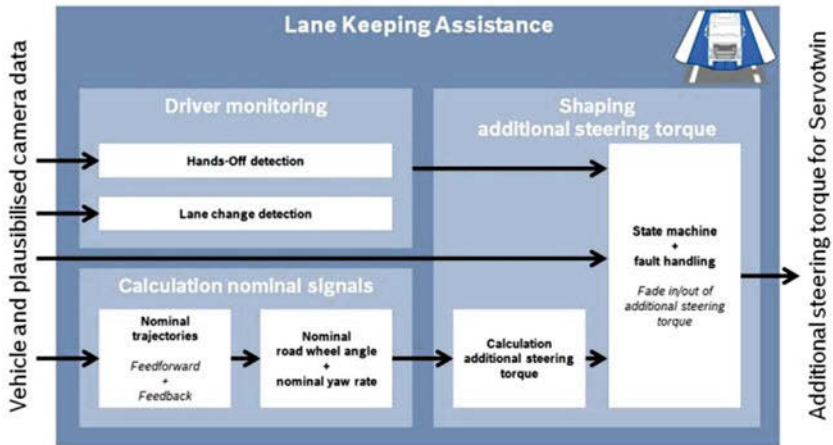 Lane Keeping Assistance
Vehicle and plausibilised camera data
Driver monitoring
Hands-Off detection
Lane change detection
Calculation nominal signals
Nominal
trajectories
Feedforward
+
Feedback
Nominal
road wheel angle
+
nominal yaw rate
Shaping
additional steering torque
Calculation
additional steering
torque
State machine
+
fault handling
Fade in/out of
additional steering
torque
Additional steering torque for Servotwin